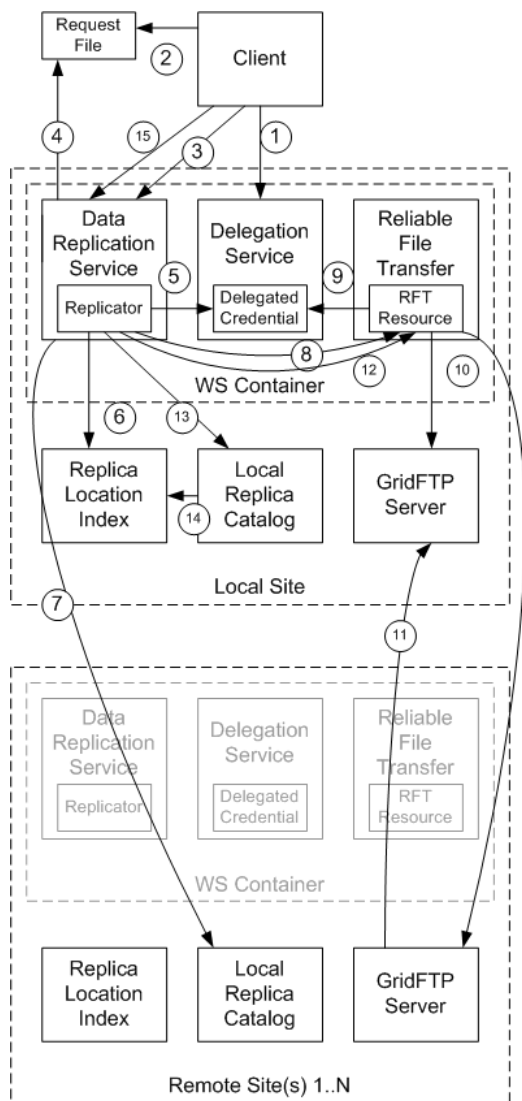 Request
File
2
Client
4
15
3
1
Data
Replication
Service
Delegation
Service
Reliable
File
Transfer
5
9
Replicator
Delegated
Credential
RFT
Resource
8
12
10
WS Container
6
13
Replica
Location
Index
Local
Replica
Catalog
GridFTP
Server
14
Local Site
7
11
Data
Replication
Service
Delegation
Service
Reliable
File
Transfer
Replicator
Delegated
Credential
RFT
Resource
WS Container
Replica
Location
Index
Local
Replica
Catalog
GridFTP
Server
Remote Site(s) 1..N